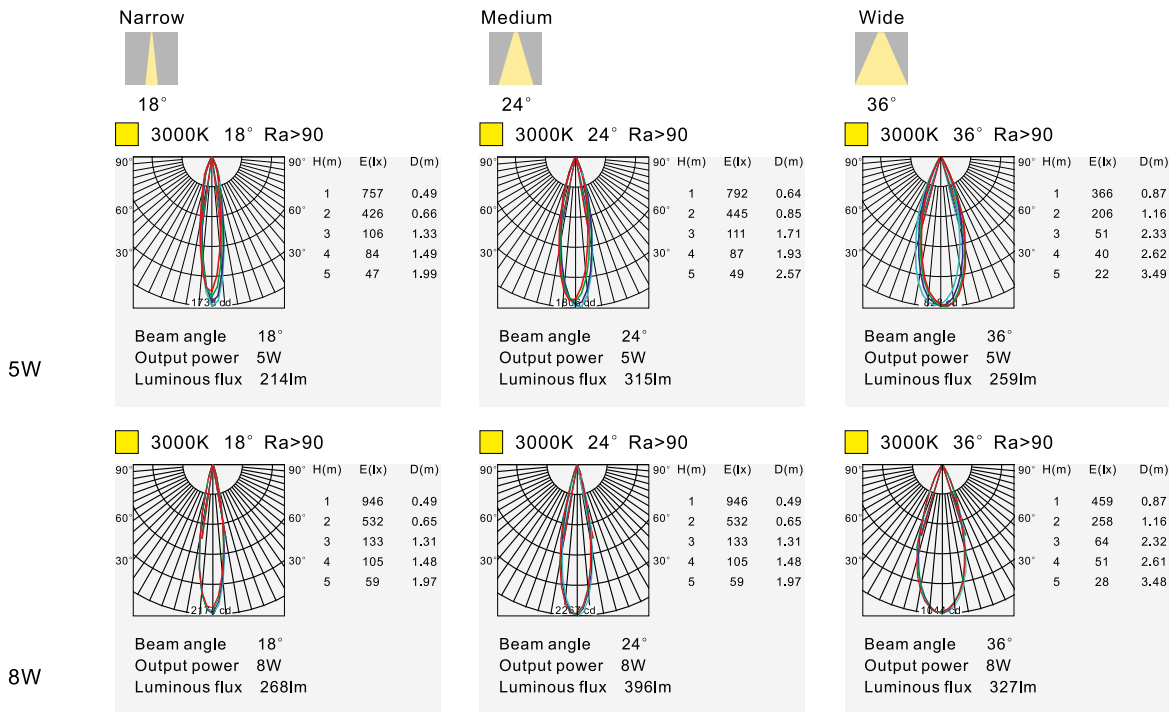 Narrow
18°
Medium
24°
Wide
36°
5W
3000K 18° Ra>90
90° 90°
60° 60°
30° 30°
H(m) E(lx) D(m)
1 757 0.49
2 426 0.66
3 106 1.33
4 84 1.49
5 47 1.99
Beam angle 18°
Output power 5W
Luminous flux 214lm
3000K 24° Ra>90
90° 90°
60° 60°
30° 30°
H(m) E(lx) D(m)
1 792 0.64
2 445 0.85
3 111 1.71
4 87 1.93
5 49 2.57
Beam angle 24°
Output power 5W
Luminous flux 315lm
3000K 36° Ra>90
90° 90°
60° 60°
30° 30°
H(m) E(lx) D(m)
1 366 0.87
2 206 1.16
3 51 2.33
4 40 2.62
5 22 3.49
Beam angle 36°
Output power 5W
Luminous flux 259lm
8W
3000K 18° Ra>90
90° 90°
60° 60°
30° 30°
H(m) E(lx) D(m)
1 946 0.49
2 532 0.65
3 133 1.31
4 105 1.48
5 59 1.97
Beam angle 18°
Output power 8W
Luminous flux 268lm
3000K 24° Ra>90
90° 90°
60° 60°
30° 30°
2267 cd
H(m) E(lx) D(m)
1 946 0.49
2 532 0.65
3 133 1.31
4 105 1.48
5 59 1.97
Beam angle 24°
Output power 8W
Luminous flux 396lm
3000K 36° Ra>90
90° 90°
60° 60°
30° 30°
1044 cd
H(m) E(lx) D(m)
1 459 0.87
2 258 1.16
3 64 2.32
4 51 2.61
5 28 3.48
Beam angle 36°
Output power 8W
Luminous flux 327lm